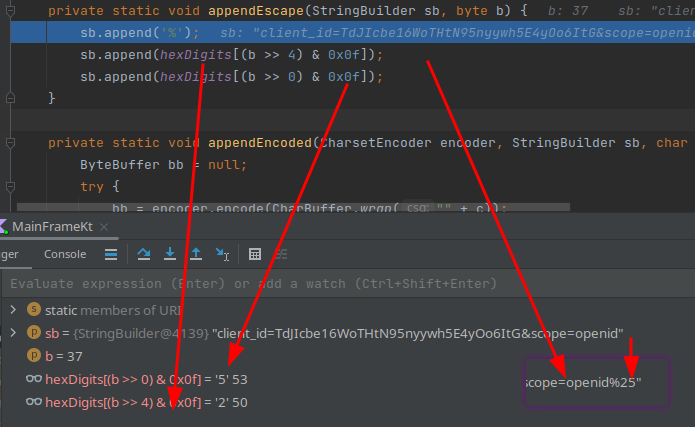 private static void appendEscape(StringBuilder sb, byte b) {  b: 37   sb: "client
sb.append('%');  sb: "client_id=TdJIcbe16WoTHtN95nyywh5E4yOo6ItG&scope=openid
sb.append(hexDigits[(b >> 4) & 0x0f]);
sb.append(hexDigits[(b >> 0) & 0x0f]);
}
private static void appendEncoded(CharsetEncoder encoder, StringBuilder sb, char
ByteBuffer bb = null;
try {
bb = encoder.encode(CharBuffer.wrap( csq: "" + c));
MainFrameKt ×
ger Console
Evaluate expression (Enter) or add a watch (Ctrl+Shift+Enter)
s static members of URI
p sb = {StringBuilder@4139} "client_id=TdJIcbe16WoTHtN95nyywh5E4yOo6ItG&scope=openid"
p b = 37
hexDigits[(b >> 0) & 0x0f] = '5' 53
scope=openid%25"
hexDigits[(b >> 4) & 0x0f] = '2' 50